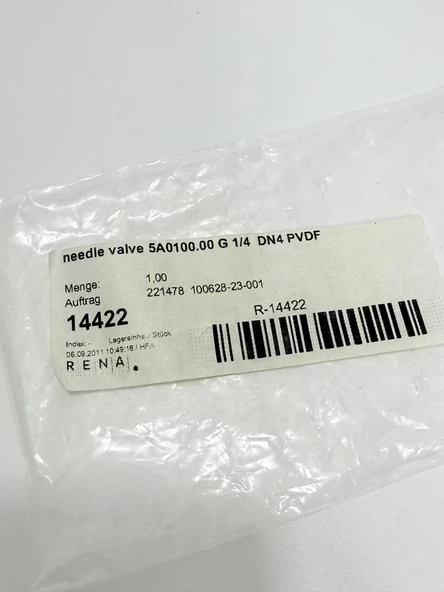 needle valve 5A0100.00 G 1/4 DN4 PVDF
Menge: 1,00
Auftrag 221478 100628-23-001
14422 R-14422
Index: - Lagereinheit: Stück
06.09.2011 10:49:18 / HFA
RENA.